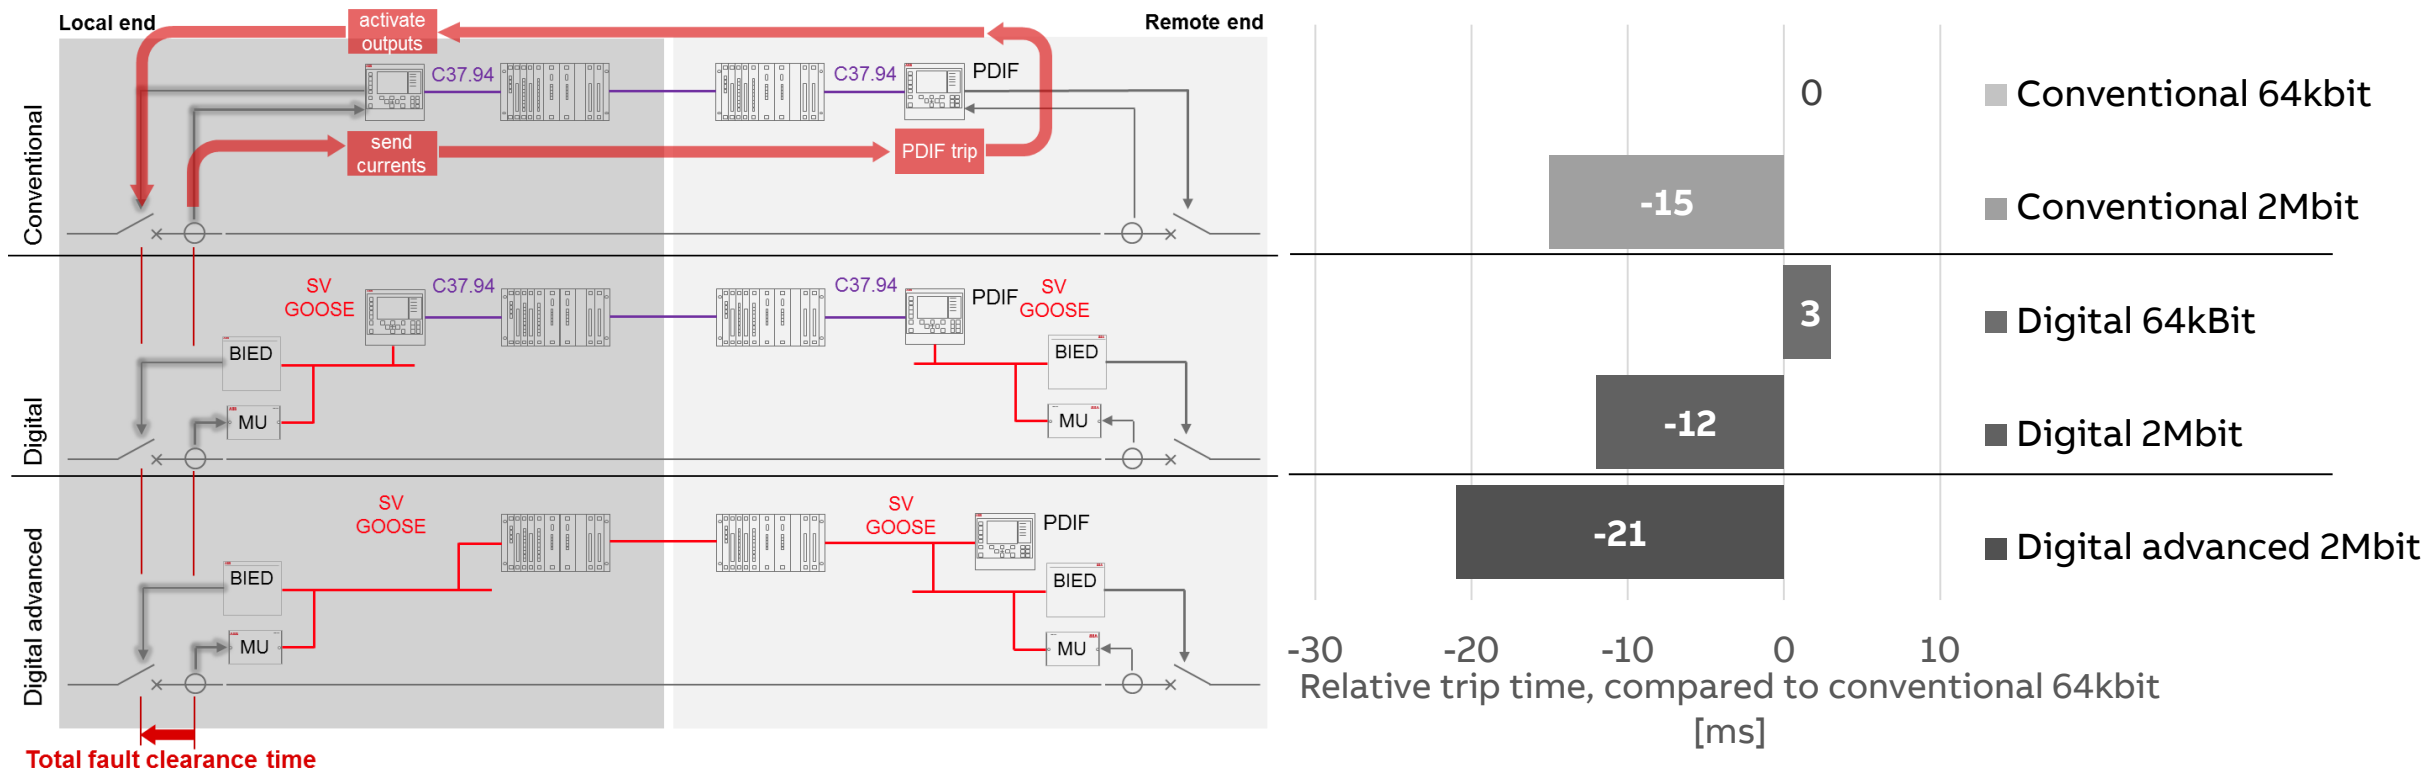 Local end
Remote end
activate
outputs
C37.94
C37.94
PDIF
send
currents
PDIF trip
Conventional
SV
GOOSE
C37.94
C37.94
PDIF
SV
GOOSE
BIED
BIED
MU
MU
Digital
SV
GOOSE
SV
GOOSE
PDIF
BIED
BIED
MU
MU
Digital advanced
Total fault clearance time
0
-15
3
-12
-21
Conventional 64kbit
Conventional 2Mbit
Digital 64kBit
Digital 2Mbit
Digital advanced 2Mbit
-30 -20 -10 0 10
Relative trip time, compared to conventional 64kbit
[ms]